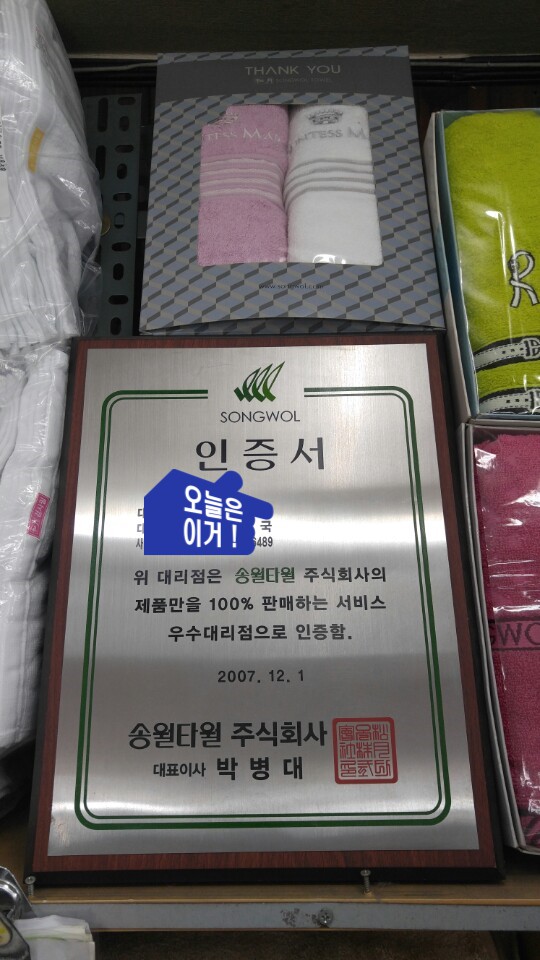 THANK YOU
SONGWOL
인증서
오늘은
이거!
국
6489
위 대리점은 송월타월 주식회사의
제품만을 100% 판매하는 서비스
우수대리점으로 인증함.
2007. 12. 1
송월타월 주식회사
대표이사 박병대